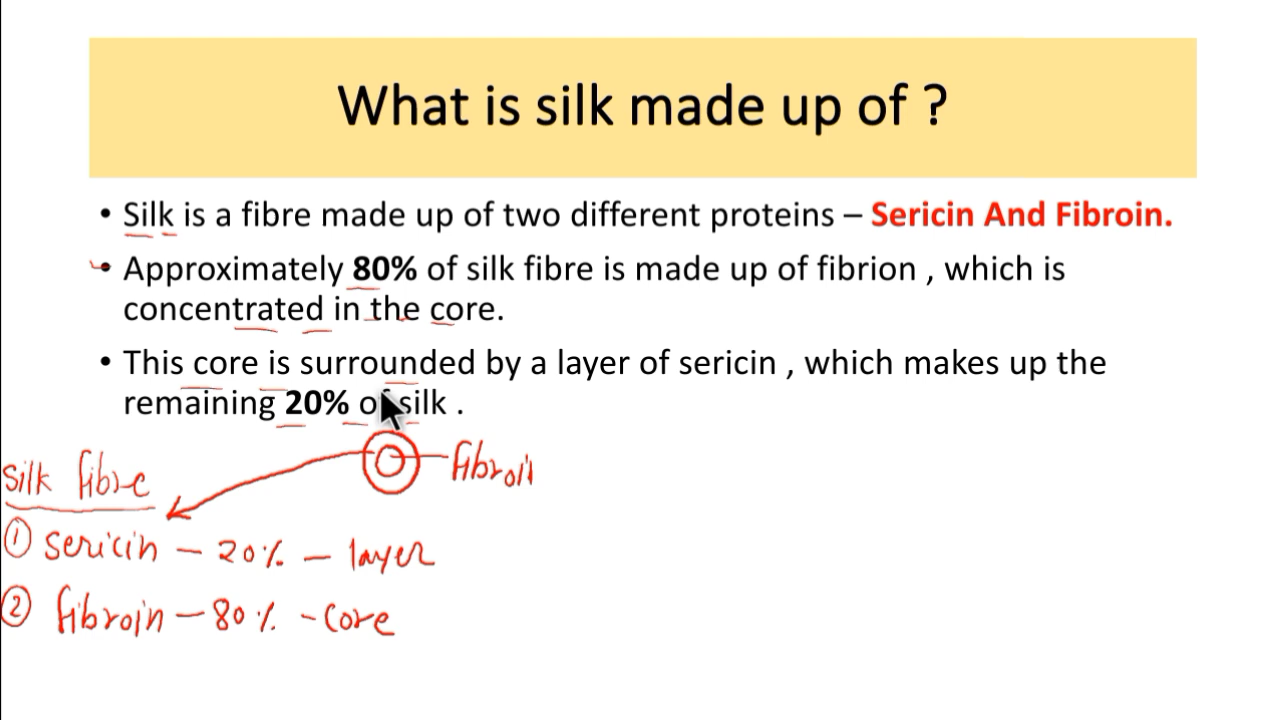 What is silk made up of ?
• Silk is a fibre made up of two different proteins – Sericin And Fibroin.
• Approximately 80% of silk fibre is made up of fibrion , which is
concentrated in the core.
• This core is surrounded by a layer of sericin , which makes up the
remaining 20% of silk .
Silk fibre
fibroin
① Sericin – 20% – layer
② fibroin – 80% – Core